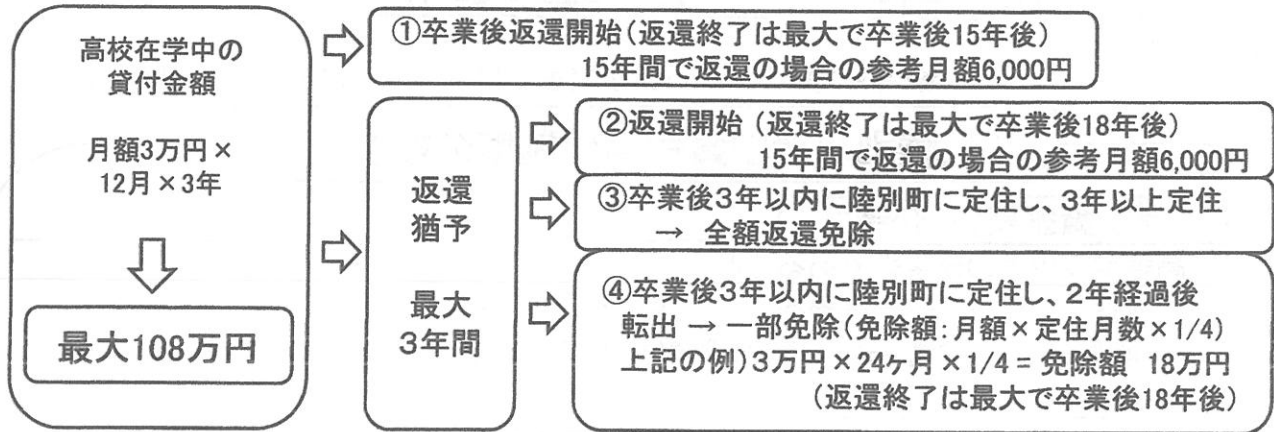 高校在学中の
貸付金額
月額3万円×
12月×3年
最大108万円
①卒業後返還開始(返還終了は最大で卒業後15年後)
15年間で返還の場合の参考月額6,000円
返還
猶予
最大
3年間
②返還開始 (返還終了は最大で卒業後18年後)
15年間で返還の場合の参考月額6,000円
③卒業後3年以内に陸別町に定住し、3年以上定住
→ 全額返還免除
④卒業後3年以内に陸別町に定住し、2年経過後
転出 → 一部免除(免除額:月額×定住月数×1/4)
上記の例)3万円×24ヶ月×1/4 = 免除額 18万円
(返還終了は最大で卒業後18年後)